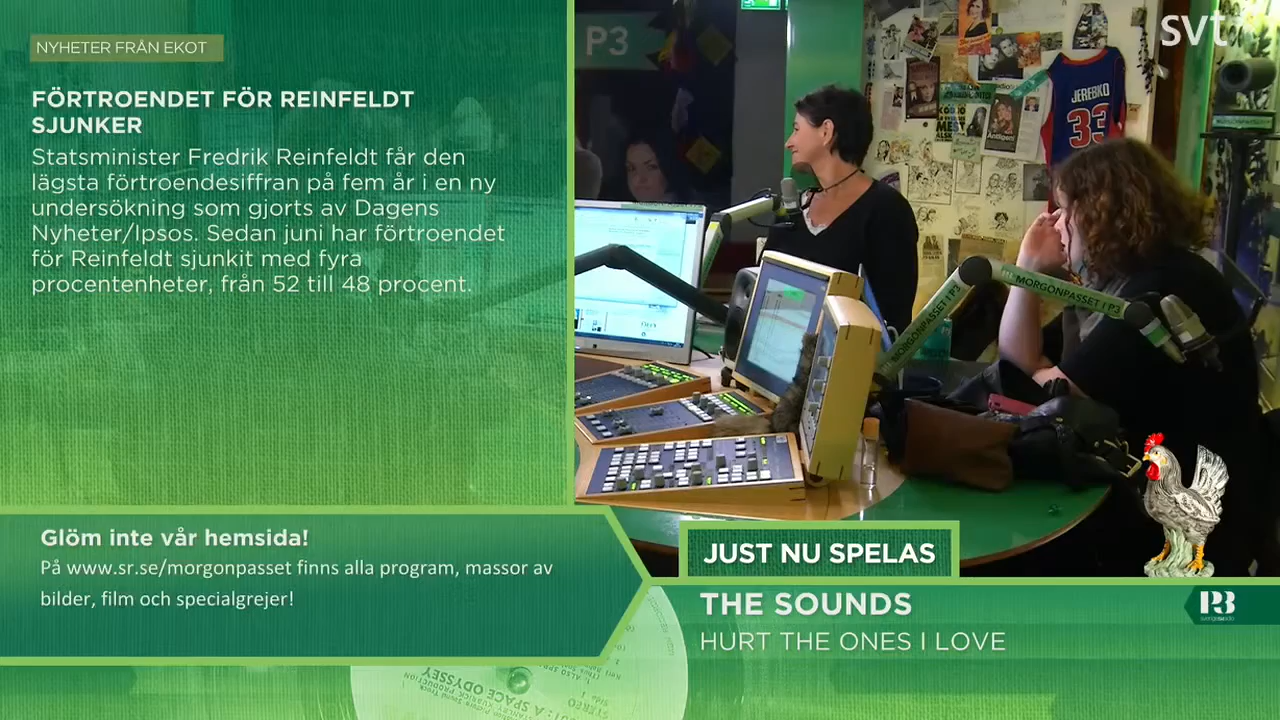 NYHETER FRÅN EKOT
FÖRTROENDET FÖR REINFELDT
SJUNKER
Statsminister Fredrik Reinfeldt får den
lägsta förtroendesiffran på fem år i en ny
undersökning som gjorts av Dagens
Nyheter/Ipsos. Sedan juni har förtroendet
för Reinfeldt sjunkit med fyra
procentenheter, från 52 till 48 procent.
P3
svt
JEREBKO
33
Äntligen
MORGONPASSET I P3
MORGONPASSET I P3
Glöm inte vår hemsida!
På www.sr.se/morgonpasset finns alla program, massor av
bilder, film och specialgrejer!
JUST NU SPELAS
THE SOUNDS
HURT THE ONES I LOVE
P3
sverigesradio
A SPACE ODYSSEY
STEREO